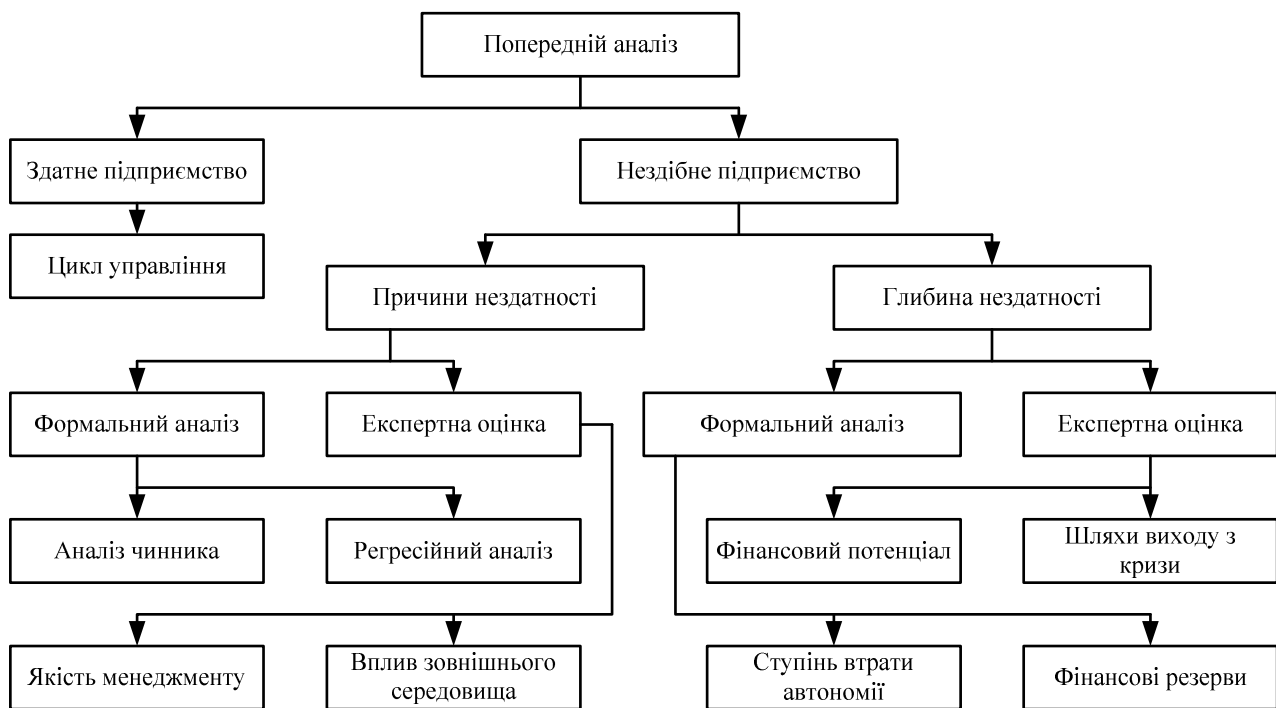 Попередній аналіз
Здатне підприємство
Нездібне підприємство
Цикл управління
Причини нездатності
Глибина нездатності
Формальний аналіз
Експертна оцінка
Формальний аналіз
Експертна оцінка
Аналіз чинника
Регресійний аналіз
Фінансовий потенціал
Шляхи виходу з
кризи
Якість менеджменту
Вплив зовнішнього
середовища
Ступінь втрати
автономії
Фінансові резерви